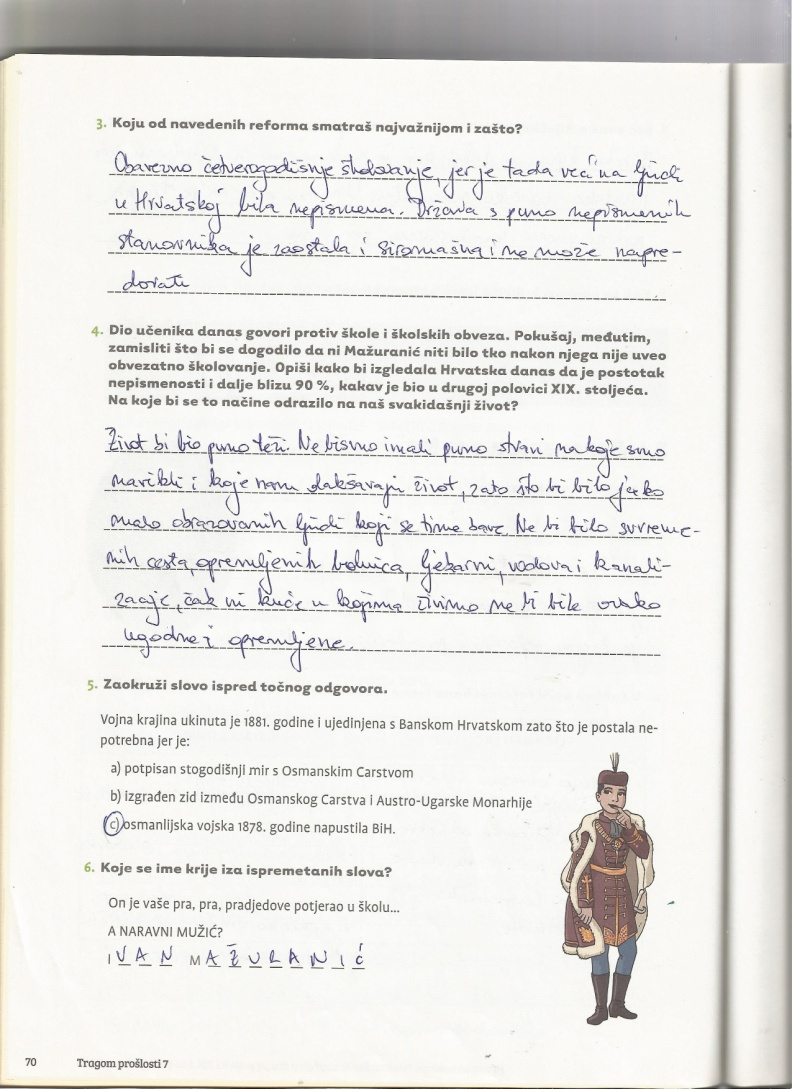 3. Koju od navedenih reforma smatraš najvažnijom i zašto?
Obavezno četverogodišnje školovanje, jer je tada većina ljudi
u Hrvatskoj bila nepismena. Država s puno nepismenih
stanovnika je zaostala i siromašna i ne može napre-
dovati
4. Dio učenika danas govori protiv škole i školskih obveza. Pokušaj, međutim,
zamisliti što bi se dogodilo da ni Mažuranić niti bilo tko nakon njega nije uveo
obvezatno školovanje. Opiši kako bi izgledala Hrvatska danas da je postotak
nepismenosti i dalje blizu 90 %, kakav je bio u drugoj polovici XIX. stoljeća.
Na koje bi se to načine odrazilo na naš svakidašnji život?
Život bi bio puno teži. Ne bismo imali puno stvari na koje smo
navikli i koje nam olakšavaju život, zato što bi bilo jako
malo obrazovanih ljudi koji se time bave. Ne bi bilo suvreme-
nih cesta, opremljenih bolnica, ljekarni, vodova i kanali-
zacije, čak ni kuće u kojima živimo ne bi bile ovako
ugodne i opremljene.
5. Zaokruži slovo ispred točnog odgovora.
Vojna krajina ukinuta je 1881. godine i ujedinjena s Banskom Hrvatskom zato što je postala ne-
potrebna jer je:
a) potpisan stogodišnji mir s Osmanskim Carstvom
b) izgrađen zid između Osmanskog Carstva i Austro-Ugarske Monarhije
c) osmanlijska vojska 1878. godine napustila BiH.
6. Koje se ime krije iza ispremetanih slova?
On je vaše pra, pra, pradjedove potjerao u školu...
A NARAVNI MUŽIĆ?
I V A N M A Ž U R A N I Ć
70 Tragom prošlosti 7